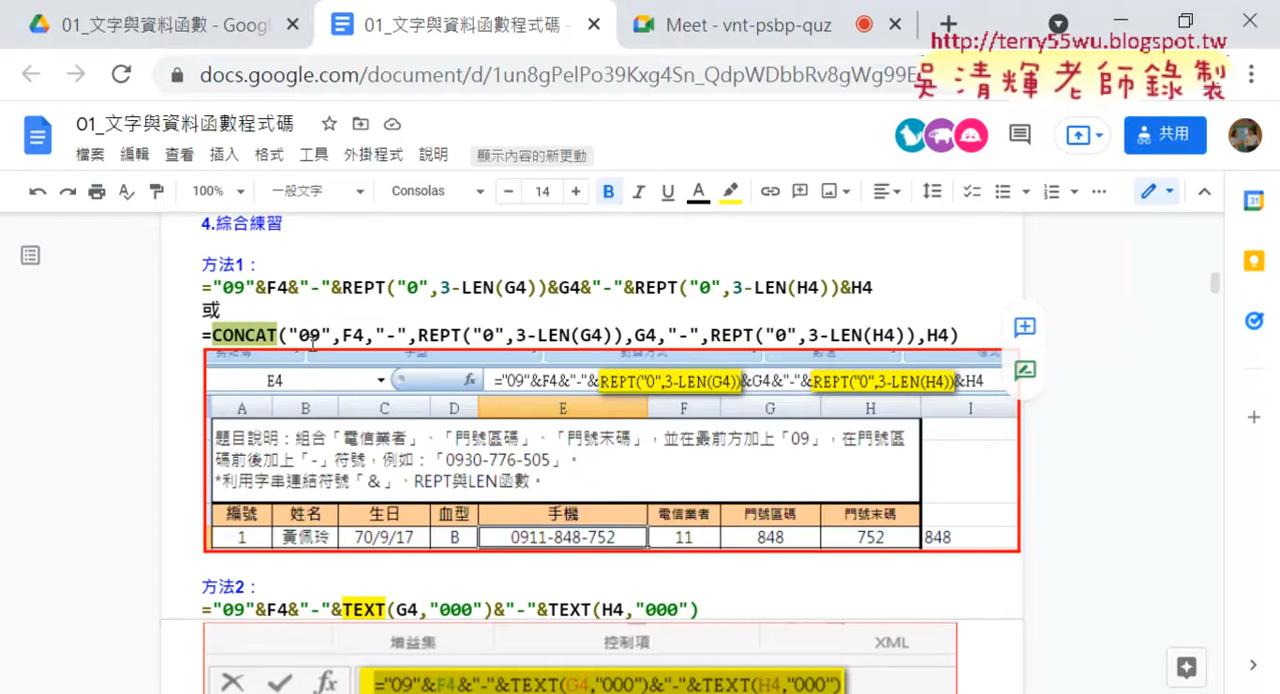 01_文字與資料函數 - Googl
01_文字與資料函數程式碼 -
Meet - vnt-psbp-quz
http://terry55wu.blogspot.tw
吳清輝老師錄製
docs.google.com/document/d/1un8gPelPo39Kxg4Sn_QdpWDbbRv8gWg99E
01_文字與資料函數程式碼
共用
檔案 編輯 查看 插入 格式 工具 外掛程式 說明 顯示內容的新更動
100% 一般文字 Consolas 14 B I U A
4.綜合練習
方法1：
="09"&F4&"-"&REPT("0",3-LEN(G4))&G4&"-"&REPT("0",3-LEN(H4))&H4
或
=CONCAT("09",F4,"-",REPT("0",3-LEN(G4)),G4,"-",REPT("0",3-LEN(H4)),H4)
E4 fx ="09"&F4&"-"&REPT("0",3-LEN(G4))&G4&"-"&REPT("0",3-LEN(H4))&H4
A B C D E F G H I
題目說明：組合「電信業者」、「門號區碼」、「門號末碼」，並在最前方加上「09」，在門號區
碼前後加上「-」符號，例如：「0930-776-505」。
*利用字串連結符號「&」、REPT與LEN函數。
編號 姓名 生日 血型 手機 電信業者 門號區碼 門號末碼
1 黃佩玲 70/9/17 B 0911-848-752 11 848 752 848
方法2：
="09"&F4&"-"&TEXT(G4,"000")&"-"&TEXT(H4,"000")
增益集 控制項 XML
fx ="09"&F4&"-"&TEXT(G4,"000")&"-"&TEXT(H4,"000")